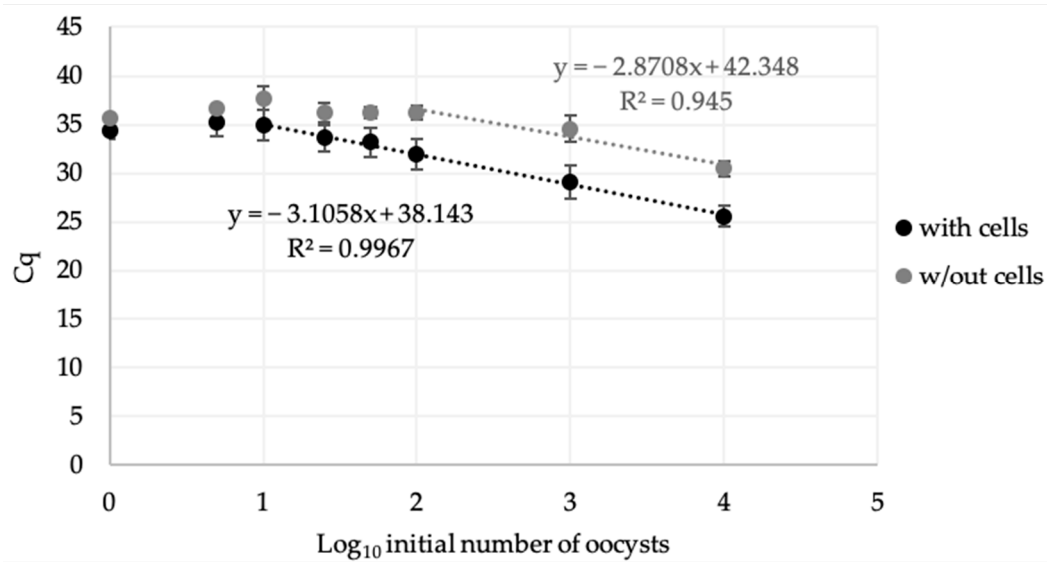 45
40
35
30
25
20
15
10
5
0
Cq
y = − 2.8708x + 42.348
R² = 0.945
y = − 3.1058x + 38.143
R² = 0.9967
with cells
w/out cells
0 1 2 3 4 5
Log₁₀ initial number of oocysts